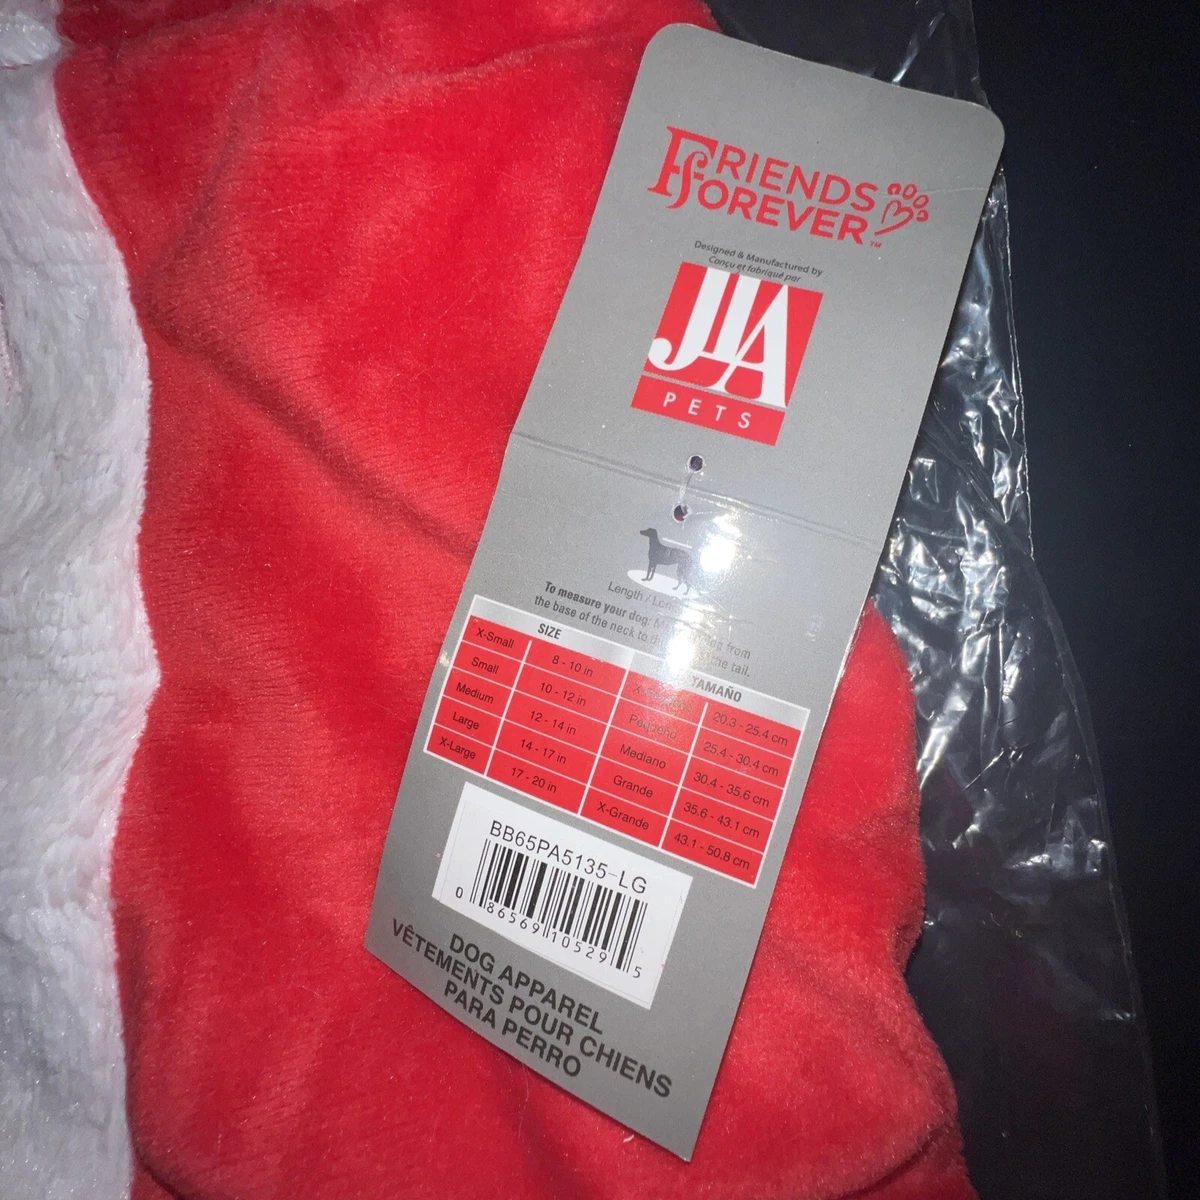 FRIENDS
FOREVER™
Designed & Manufactured by
Conçu et fabriqué par
JLA
PETS
Length /
To measure your dog: from
the base of the neck to the tail.
SIZE TAMAÑO
X-Small 8 - 10 in 20.3 - 25.4 cm
Small 10 - 12 in Pequeño 25.4 - 30.4 cm
Medium 12 - 14 in Mediano 30.4 - 35.6 cm
Large 14 - 17 in Grande 35.6 - 43.1 cm
X-Large 17 - 20 in X-Grande 43.1 - 50.8 cm
BB65PA5135-LG
0 86569 10529 5
DOG APPAREL
VÊTEMENTS POUR CHIENS
PARA PERRO